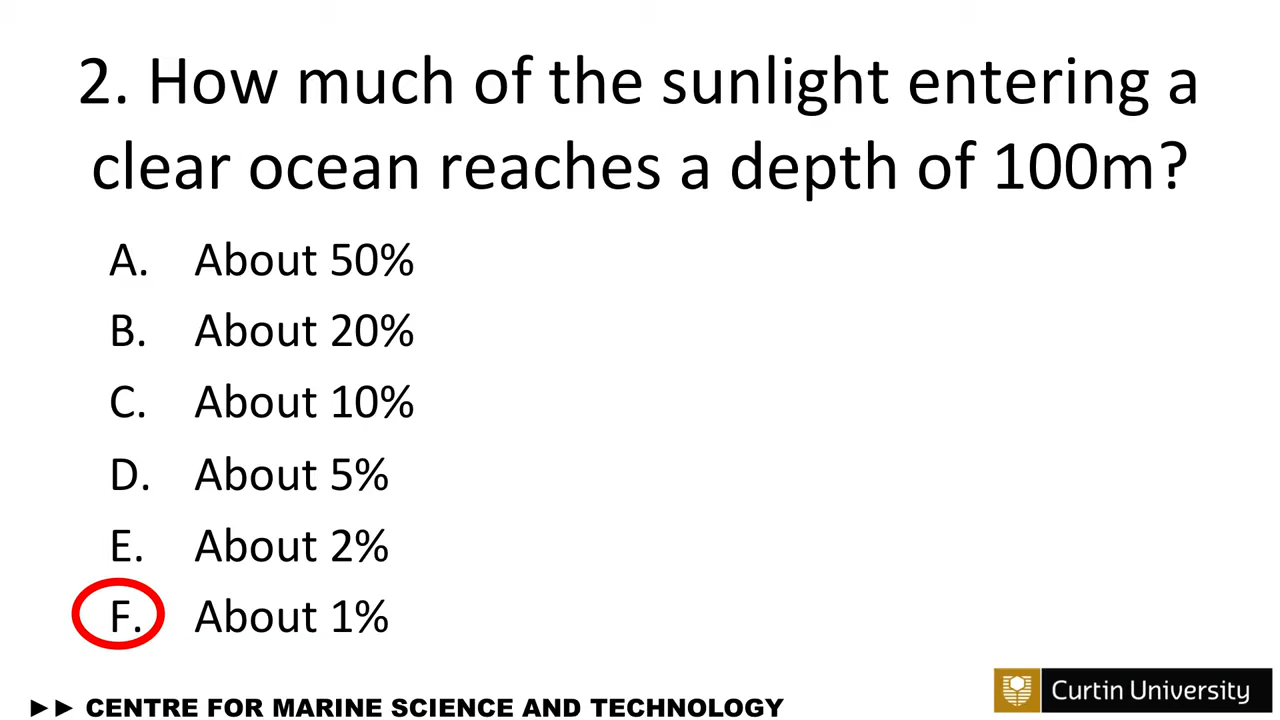 2. How much of the sunlight entering a
clear ocean reaches a depth of 100m?
A. About 50%
B. About 20%
C. About 10%
D. About 5%
E. About 2%
F. About 1%
►► CENTRE FOR MARINE SCIENCE AND TECHNOLOGY
Curtin University